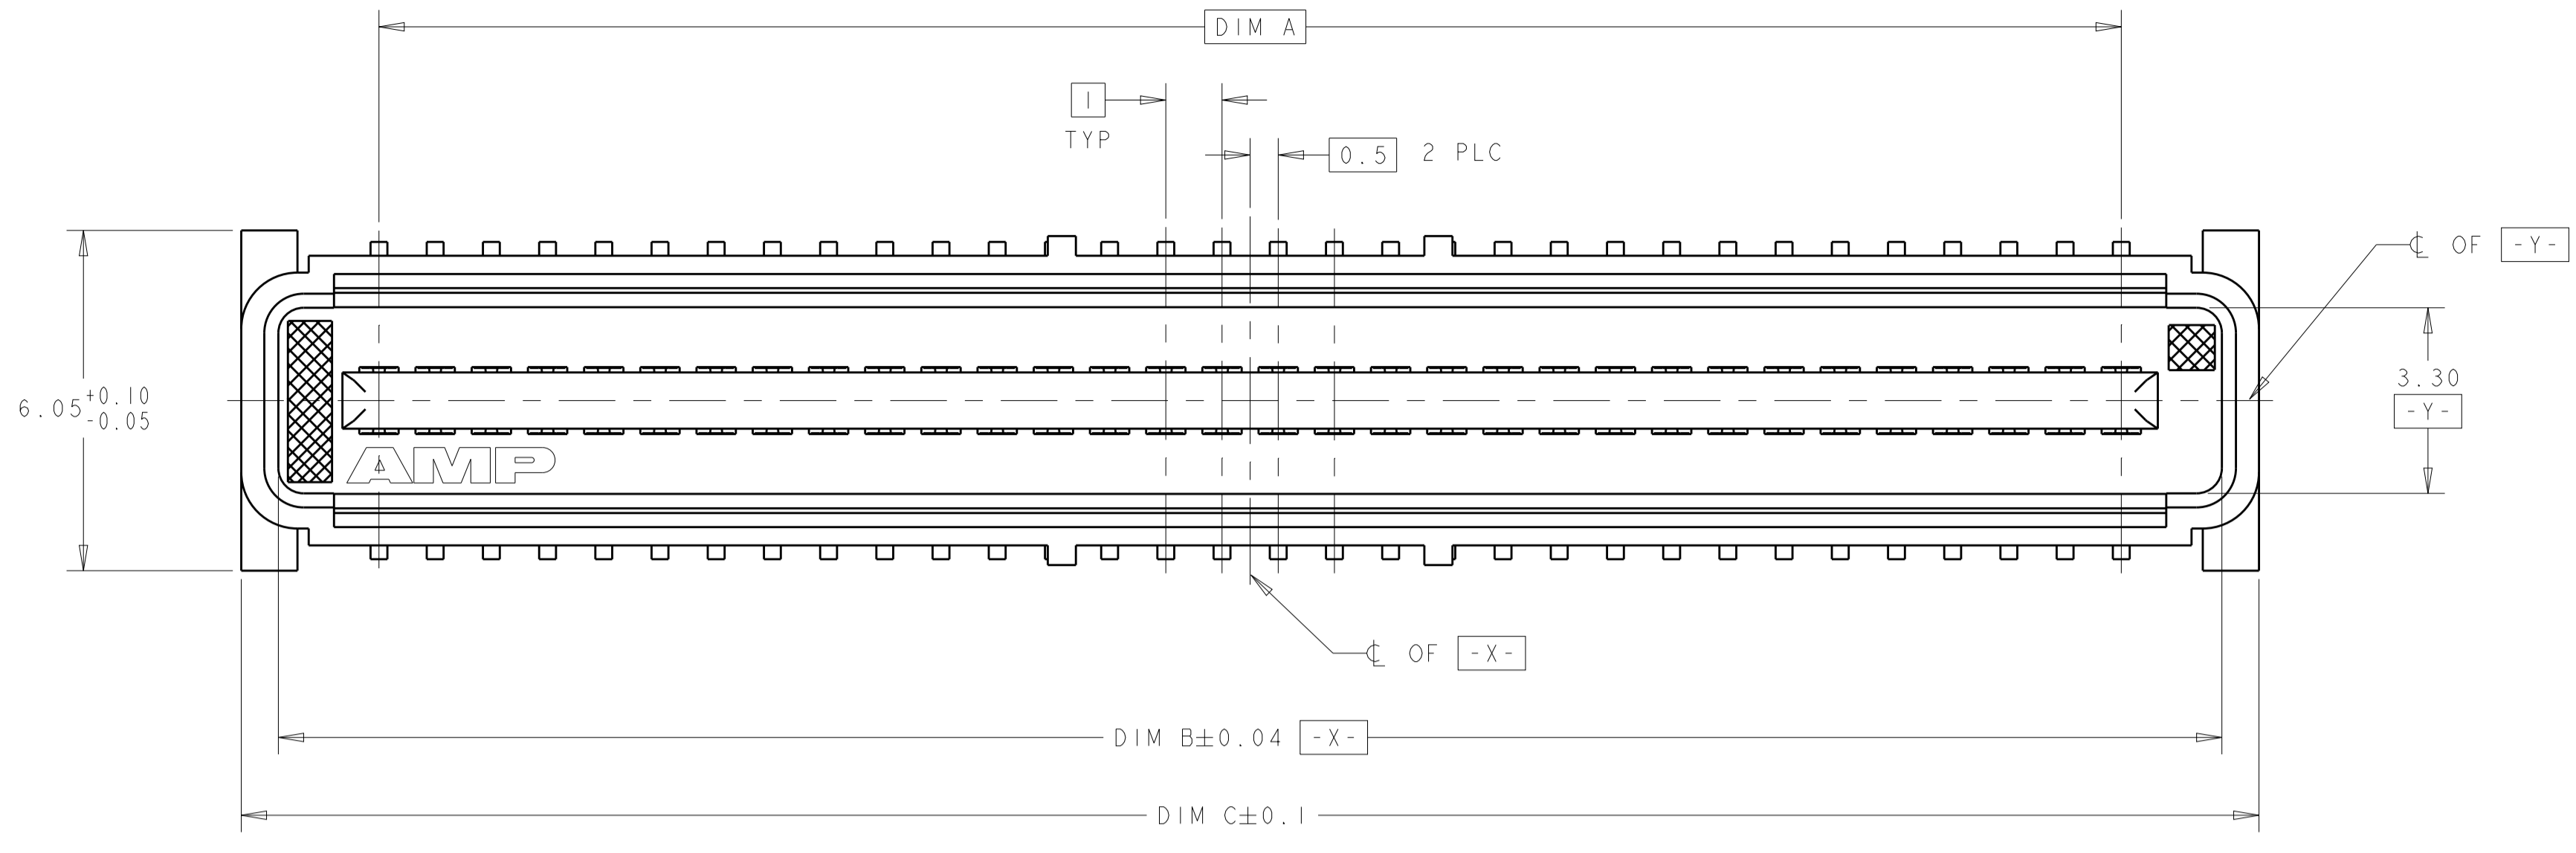 DIM A
1
TYP
0.5 2 PLC
℄ OF -Y-
6.05 +0.10
-0.05
3.30
-Y-
AMP
℄ OF -X-
DIM B±0.04 -X-
DIM C±0.1